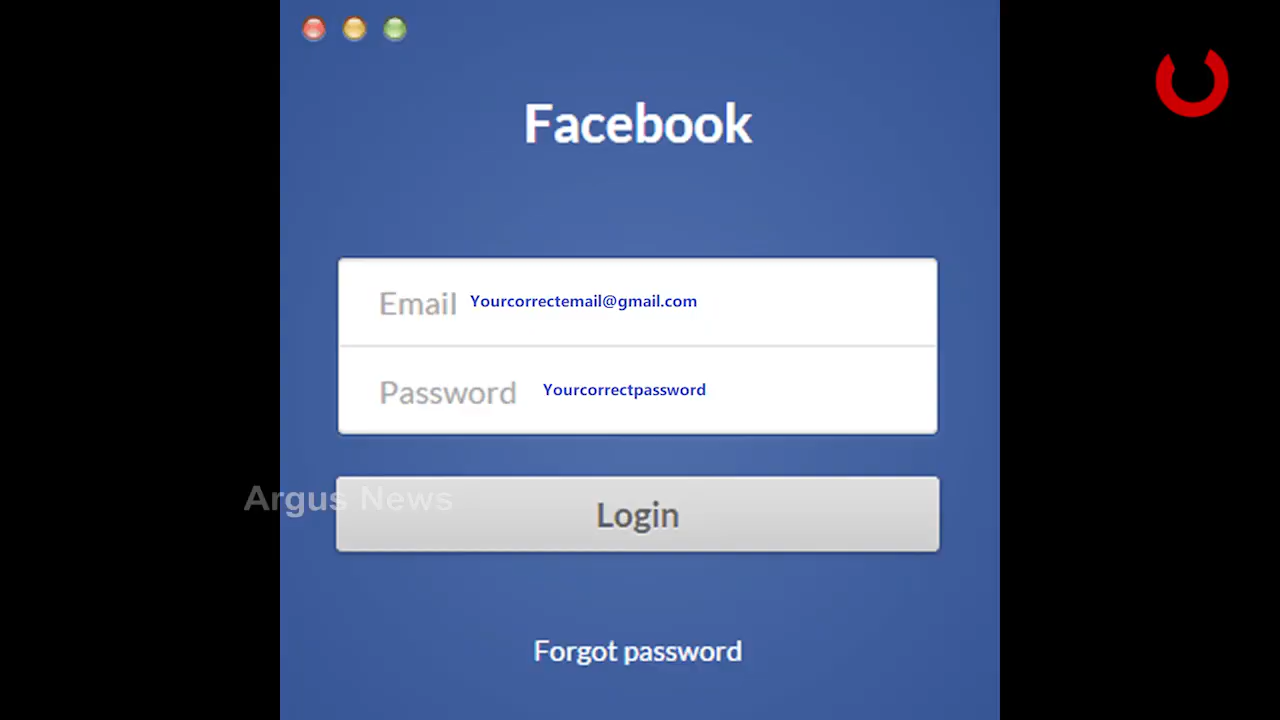 Facebook
Email Yourcorrectemail@gmail.com
Password Yourcorrectpassword
Argus News
Login
Forgot password